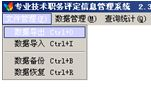 专业技术职务评定信息管理系统 2.3
文件管理(F) 数据管理(M) 查询统计(Q)
数据导出 Ctrl+O
数据导入 Ctrl+I
数据备份 Ctrl+B
数据恢复 Ctrl+R